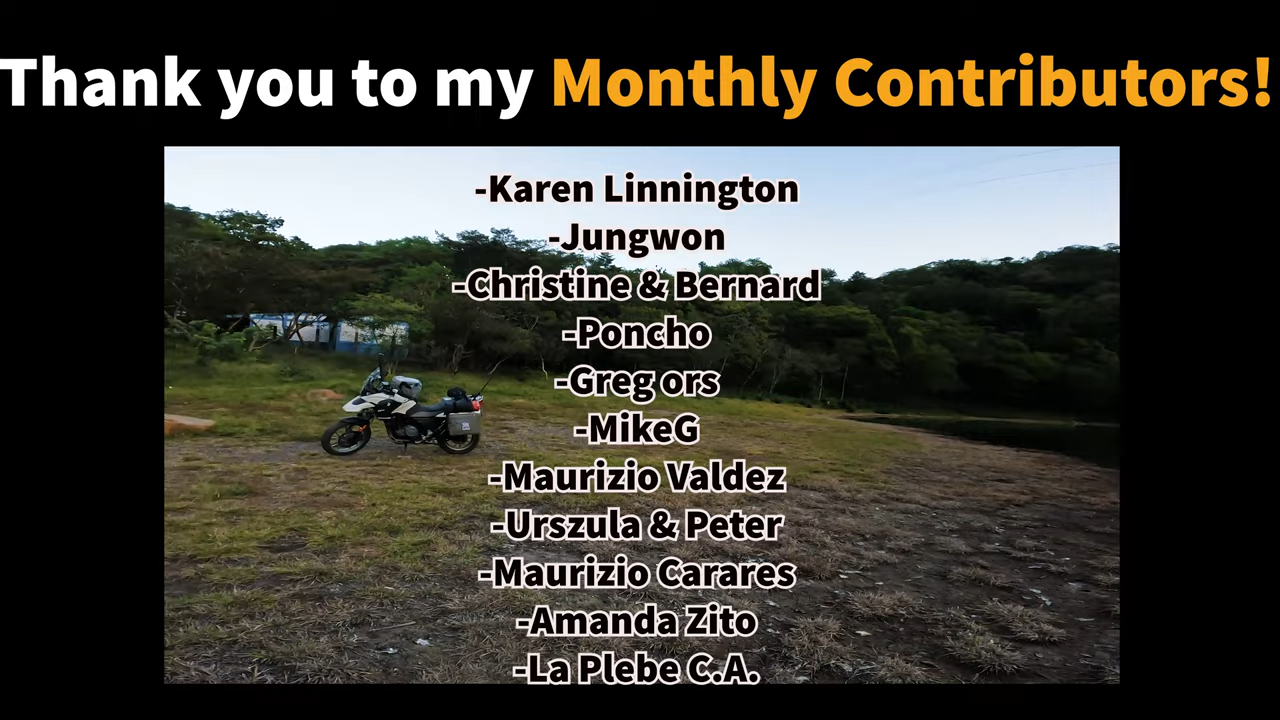 Thank you to my Monthly Contributors!
-Karen Linnington
-Jungwon
-Christine & Bernard
-Poncho
-Greg ors
-MikeG
-Maurizio Valdez
-Urszula & Peter
-Maurizio Carares
-Amanda Zito
-La Plebe C.A.